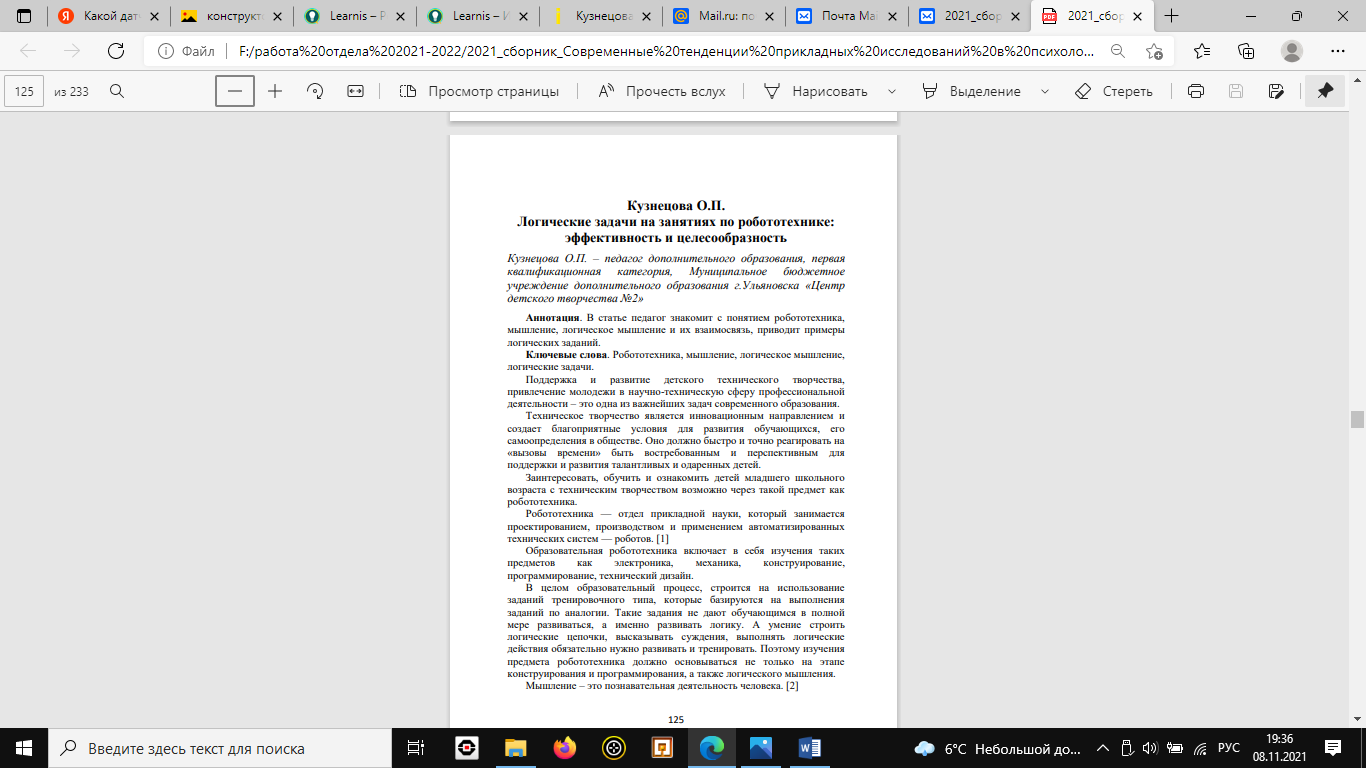 Какой дат
конструкт
Learnis – Р
Learnis – И
Кузнецова
Mail.ru: по
Почта Mai
2021_сбор
2021_сбор
Файл F:/работа%20отдела%202021-2022/2021_сборник_Современные%20тенденции%20прикладных%20исследований%20в%20психоло...
125 из 233 Просмотр страницы Прочесть вслух Нарисовать Выделение Стереть
Кузнецова О.П.
Логические задачи на занятиях по робототехнике:
эффективность и целесообразность
Кузнецова О.П. – педагог дополнительного образования, первая
квалификационная категория, Муниципальное бюджетное
учреждение дополнительного образования г.Ульяновска «Центр
детского творчества №2»
Аннотация. В статье педагог знакомит с понятием робототехника,
мышление, логическое мышление и их взаимосвязь, приводит примеры
логических заданий.
Ключевые слова. Робототехника, мышление, логическое мышление,
логические задачи.
Поддержка и развитие детского технического творчества,
привлечение молодежи в научно-техническую сферу профессиональной
деятельности – это одна из важнейших задач современного образования.
Техническое творчество является инновационным направлением и
создает благоприятные условия для развития обучающихся, его
самоопределения в обществе. Оно должно быстро и точно реагировать на
«вызовы времени» быть востребованным и перспективным для
поддержки и развития талантливых и одаренных детей.
Заинтересовать, обучить и ознакомить детей младшего школьного
возраста с техническим творчеством возможно через такой предмет как
робототехника.
Робототехника — отдел прикладной науки, который занимается
проектированием, производством и применением автоматизированных
технических систем — роботов. [1]
Образовательная робототехника включает в себя изучения таких
предметов как электроника, механика, конструирование,
программирование, технический дизайн.
В целом образовательный процесс, строится на использование
заданий тренировочного типа, которые базируются на выполнения
заданий по аналогии. Такие задания не дают обучающимся в полной
мере развиваться, а именно развивать логику. А умение строить
логические цепочки, высказывать суждения, выполнять логические
действия обязательно нужно развивать и тренировать. Поэтому изучения
предмета робототехника должно основываться не только на этапе
конструирования и программирования, а также логического мышления.
Мышление – это познавательная деятельность человека. [2]
125
Введите здесь текст для поиска
6°C Небольшой до...
РУС
19:36
08.11.2021